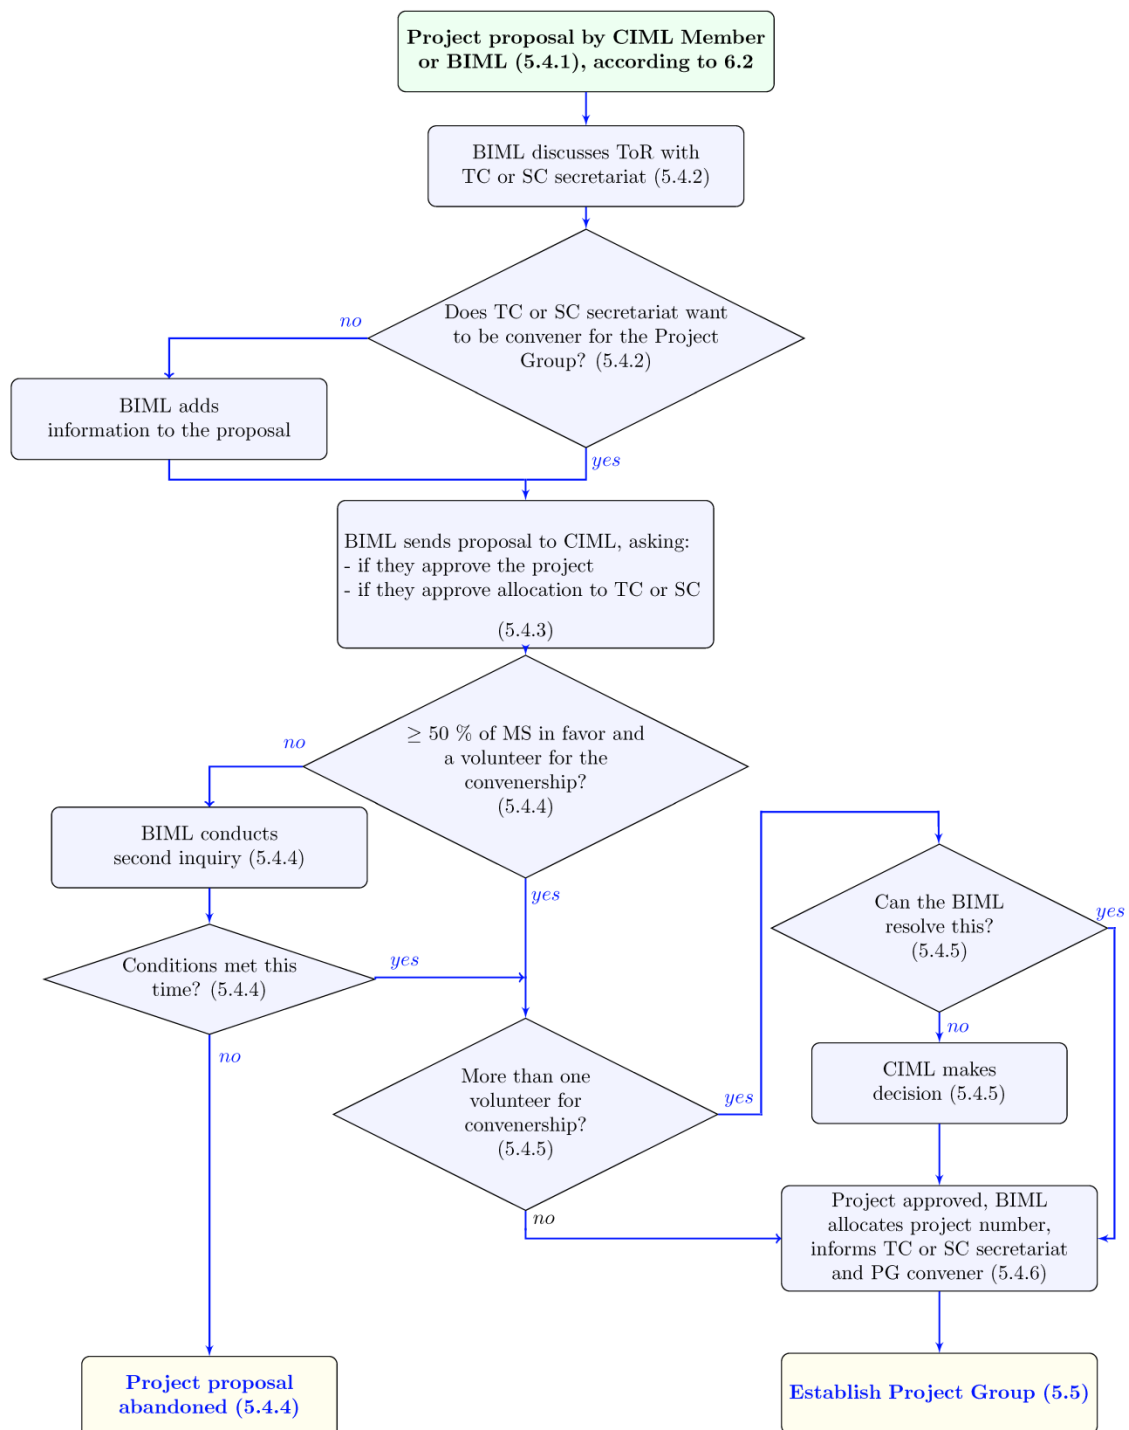 Project proposal by CIML Member
or BIML (5.4.1), according to 6.2
BIML discusses ToR with
TC or SC secretariat (5.4.2)
Does TC or SC secretariat want
to be convener for the Project
Group? (5.4.2)
no
BIML adds
information to the proposal
yes
BIML sends proposal to CIML, asking:
- if they approve the project
- if they approve allocation to TC or SC
(5.4.3)
≥ 50 % of MS in favor and
a volunteer for the
convenership?
(5.4.4)
no
BIML conducts
second inquiry (5.4.4)
yes
Conditions met this
time? (5.4.4)
yes
no
More than one
volunteer for
convenership?
(5.4.5)
yes
no
Can the BIML
resolve this?
(5.4.5)
yes
no
CIML makes
decision (5.4.5)
Project approved, BIML
allocates project number,
informs TC or SC secretariat
and PG convener (5.4.6)
Project proposal
abandoned (5.4.4)
Establish Project Group (5.5)